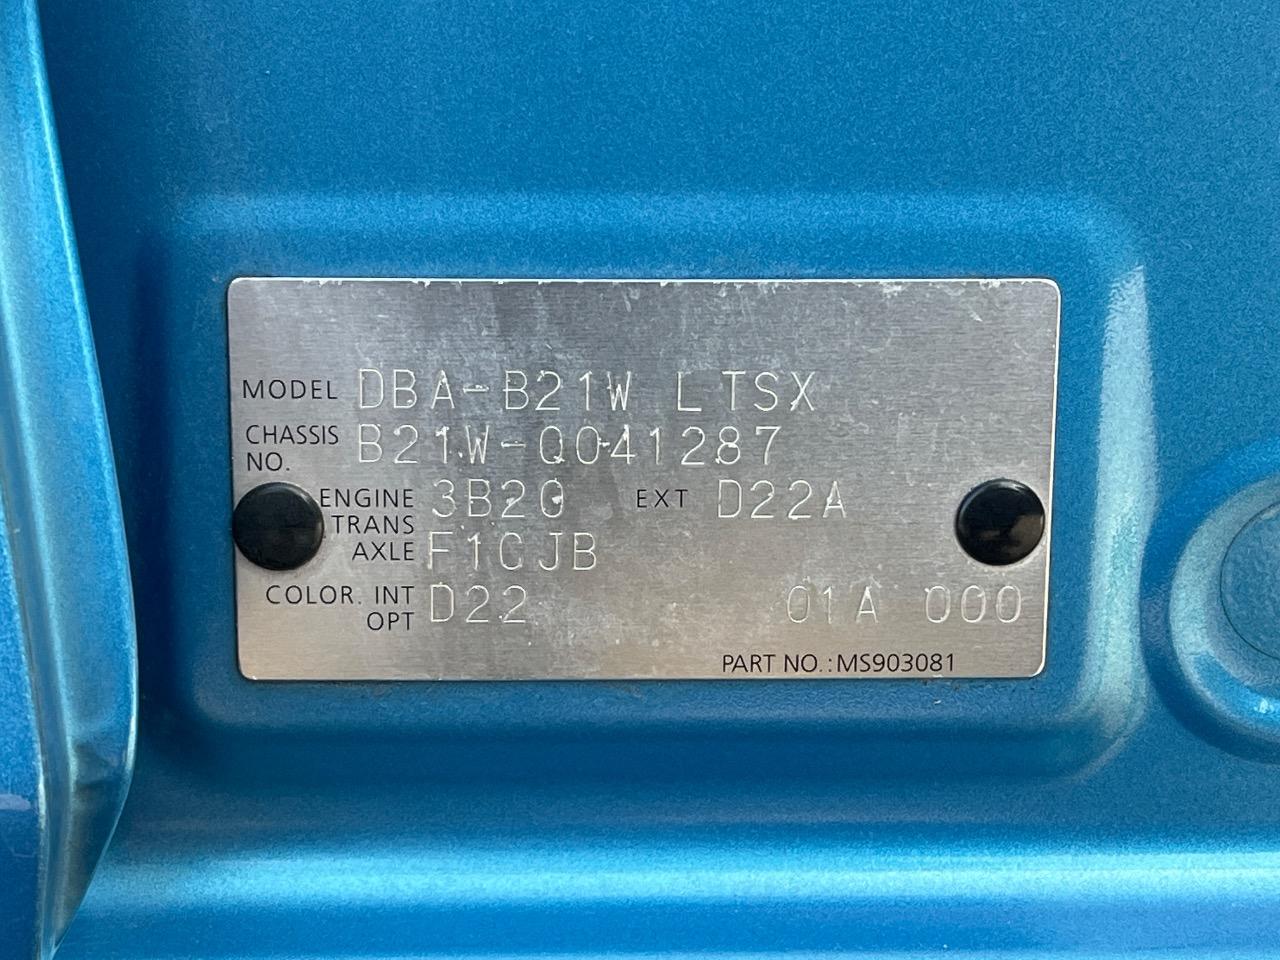 MODEL DBA-B21W LTSX
CHASSIS NO. B21W-0041287
ENGINE 3B20 EXT D22A
TRANS AXLE F1CJB
COLOR. INT OPT D22 01A 000
PART NO.:MS903081